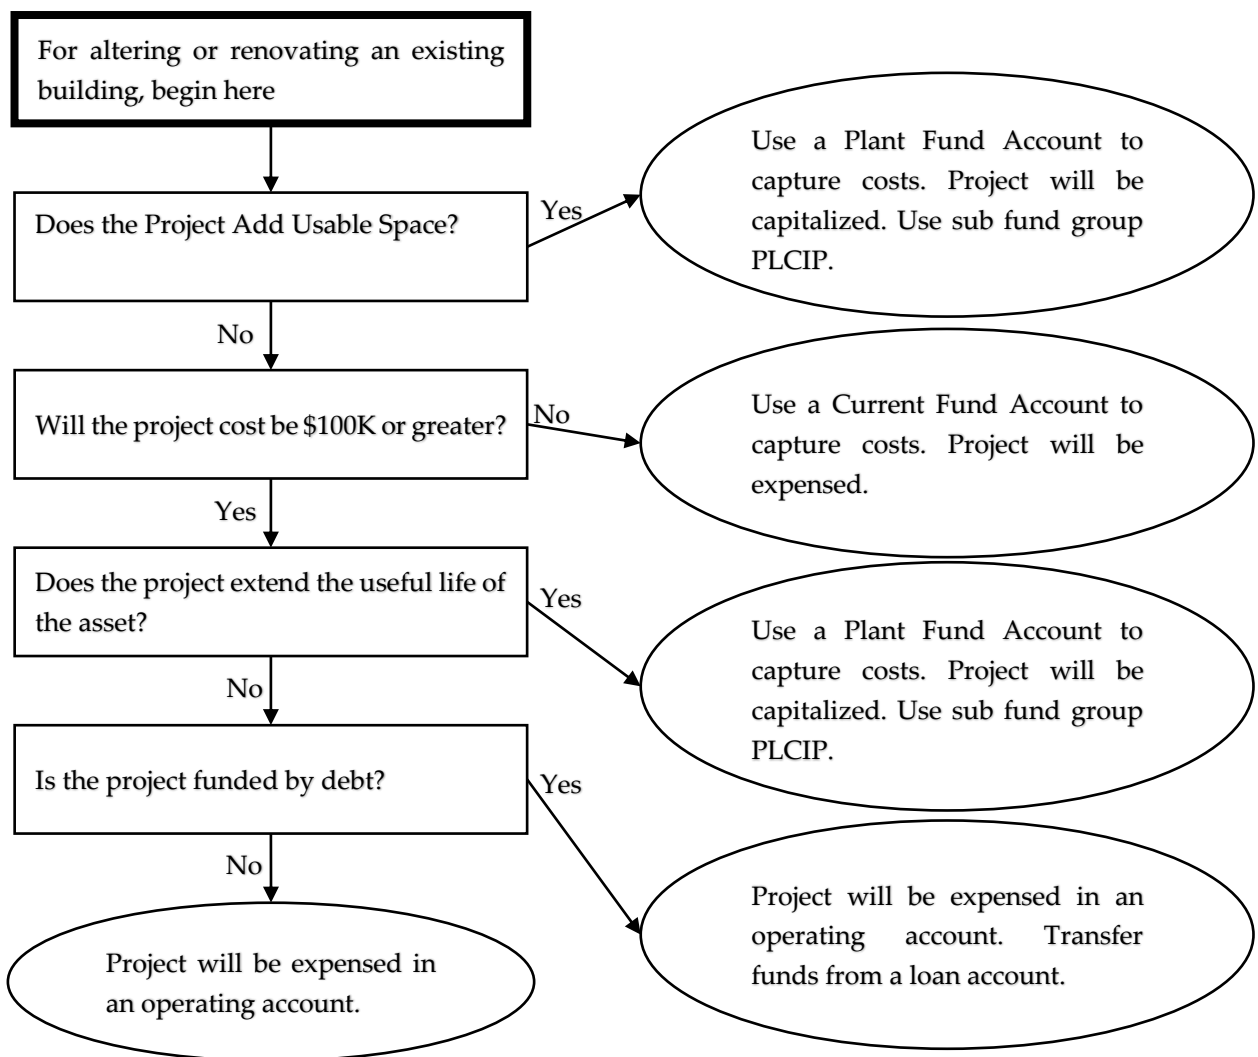 For altering or renovating an existing
building, begin here
Does the Project Add Usable Space?
Yes
Use a Plant Fund Account to
capture costs. Project will be
capitalized. Use sub fund group
PLCIP.
No
Will the project cost be $100K or greater?
No
Use a Current Fund Account to
capture costs. Project will be
expensed.
Yes
Does the project extend the useful life of
the asset?
Yes
Use a Plant Fund Account to
capture costs. Project will be
capitalized. Use sub fund group
PLCIP.
No
Is the project funded by debt?
Yes
Project will be expensed in an
operating account. Transfer
funds from a loan account.
No
Project will be expensed in
an operating account.